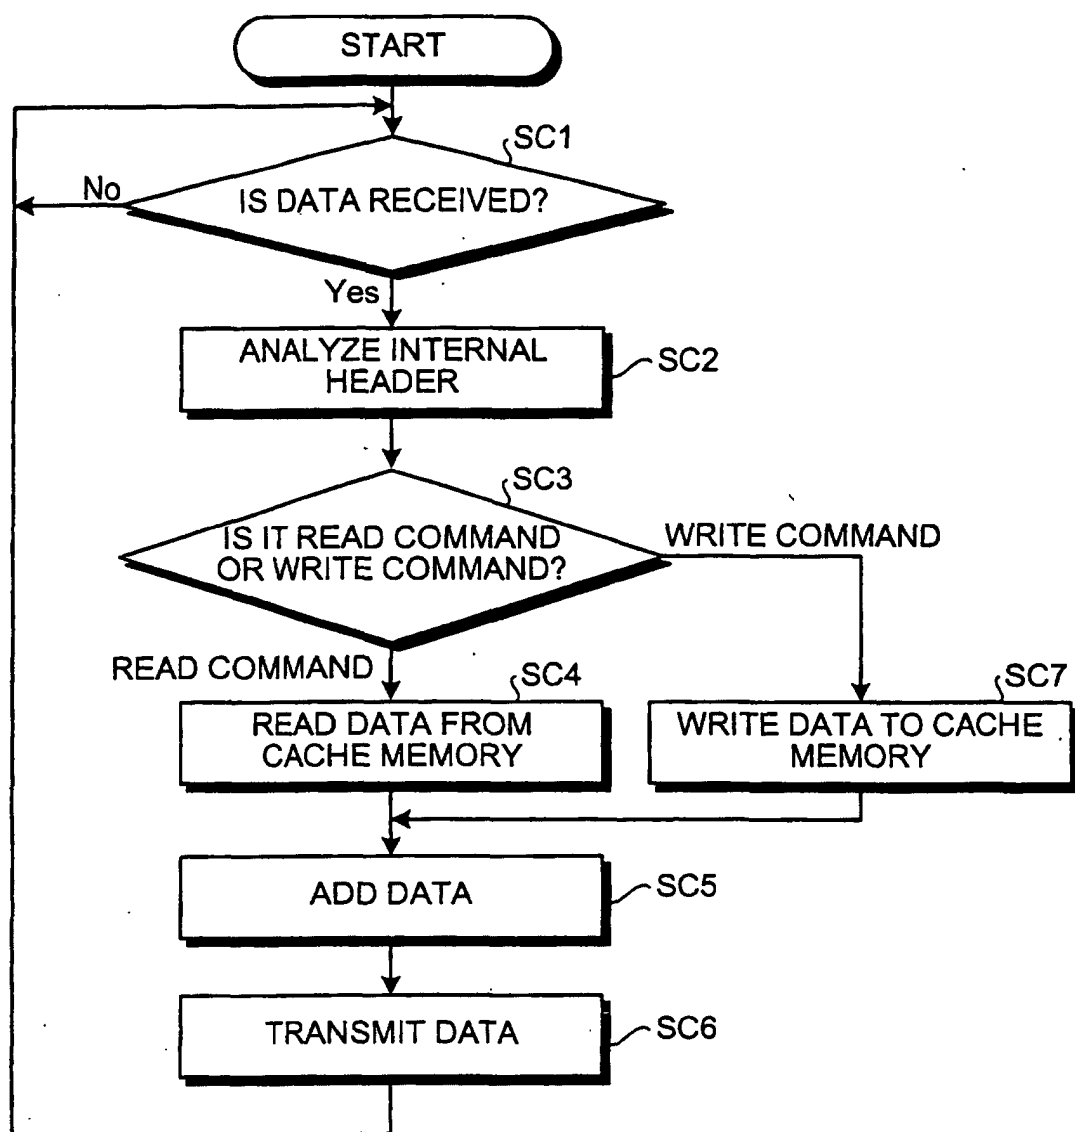 START
SC1
No
IS DATA RECEIVED?
Yes
ANALYZE INTERNAL
HEADER
SC2
SC3
IS IT READ COMMAND
OR WRITE COMMAND?
WRITE COMMAND
READ COMMAND
SC4
READ DATA FROM
CACHE MEMORY
SC7
WRITE DATA TO CACHE
MEMORY
ADD DATA
SC5
TRANSMIT DATA
SC6